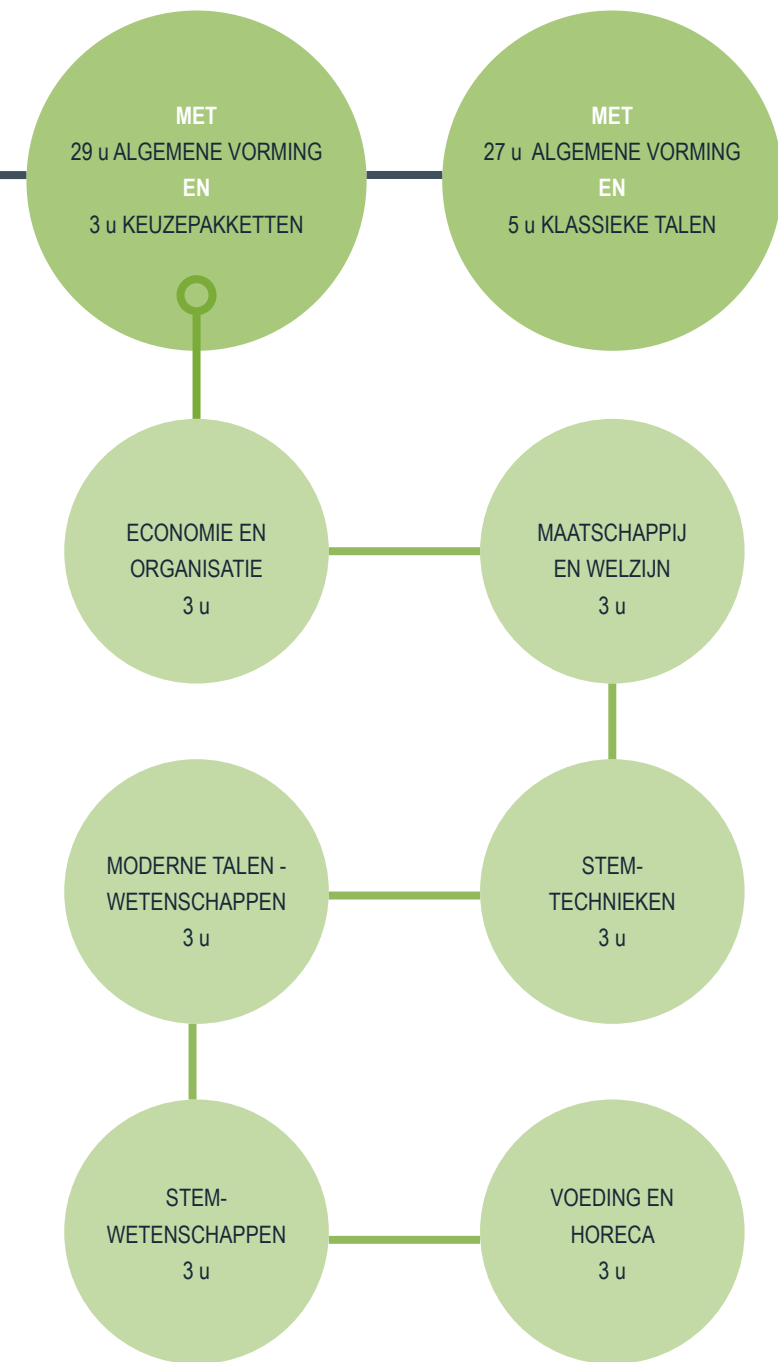 MET
29 u ALGEMENE VORMING
EN
3 u KEUZEPAKKETTEN
MET
27 u ALGEMENE VORMING
EN
5 u KLASSIEKE TALEN
ECONOMIE EN
ORGANISATIE
3 u
MAATSCHAPPIJ
EN WELZIJN
3 u
MODERNE TALEN -
WETENSCHAPPEN
3 u
STEM-
TECHNIEKEN
3 u
STEM-
WETENSCHAPPEN
3 u
VOEDING EN
HORECA
3 u